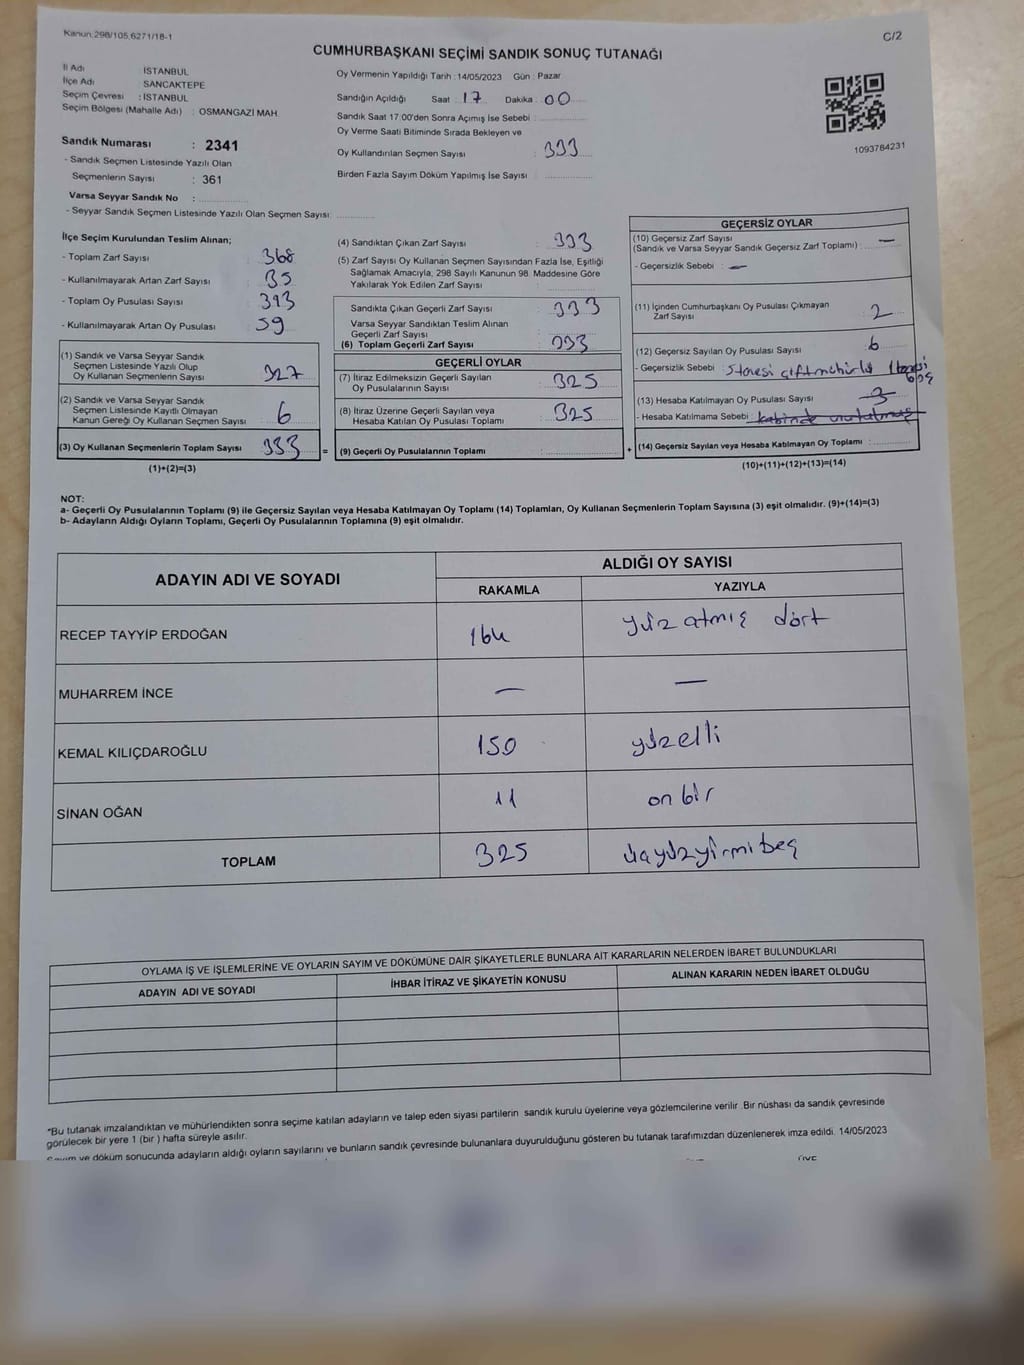 Kanun:298/105,6271/18-1
C/2
CUMHURBAŞKANI SEÇİMİ SANDIK SONUÇ TUTANAĞI
İl Adı İSTANBUL
İlçe Adı SANCAKTEPE
Seçim Çevresi : İSTANBUL
Seçim Bölgesi (Mahalle Adı) : OSMANGAZİ MAH.
Sandık Numarası : 2341
- Sandık Seçmen Listesinde Yazılı Olan
Seçmenlerin Sayısı : 361
Varsa Seyyar Sandık No :
- Seyyar Sandık Seçmen Listesinde Yazılı Olan Seçmen Sayısı:
Oy Vermenin Yapıldığı Tarih : 14/05/2023 Gün : Pazar
Sandığın Açıldığı Saat : 17 Dakika : 00
Sandık Saat 17.00'den Sonra Açımış İse Sebebi :
Oy Verme Saati Bitiminde Sırada Bekleyen ve
Oy Kullandırılan Seçmen Sayısı : 333
Birden Fazla Sayım Döküm Yapılmış İse Sayısı :
1093784231
İlçe Seçim Kurulundan Teslim Alınan;
- Toplam Zarf Sayısı : 368
- Kullanılmayarak Artan Zarf Sayısı : 35
- Toplam Oy Pusulası Sayısı : 393
- Kullanılmayarak Artan Oy Pusulası : 59
(1) Sandık ve Varsa Seyyar Sandık
Seçmen Listesinde Yazılı Olup
Oy Kullanan Seçmenlerin Sayısı 327
(2) Sandık ve Varsa Seyyar Sandık
Seçmen Listesinde Kayıtlı Olmayan
Kanun Gereği Oy Kullanan Seçmen Sayısı 6
(3) Oy Kullanan Seçmenlerin Toplam Sayısı 333 =
(1)+(2)=(3)
(4) Sandıktan Çıkan Zarf Sayısı : 333
(5) Zarf Sayısı Oy Kullanan Seçmen Sayısından Fazla İse, Eşitliği
Sağlamak Amacıyla, 298 Sayılı Kanunun 98. Maddesine Göre
Yakılarak Yok Edilen Zarf Sayısı :
Sandıkta Çıkan Geçerli Zarf Sayısı : 333
Varsa Seyyar Sandıktan Teslim Alınan
Geçerli Zarf Sayısı :
(6) Toplam Geçerli Zarf Sayısı : 333
GEÇERLİ OYLAR
(7) İtiraz Edilmeksizin Geçerli Sayılan
Oy Pusulalarının Sayısı : 325
(8) İtiraz Üzerine Geçerli Sayılan veya
Hesaba Katılan Oy Pusulaları Toplamı : 325
(9) Geçerli Oy Pusulalarının Toplamı : +
GEÇERSİZ OYLAR
(10) Geçersiz Zarf Sayısı
(Sandık ve Varsa Seyyar Sandık Geçersiz Zarf Toplamı) : —
- Geçersizlik Sebebi : —
(11) İçinden Cumhurbaşkanı Oy Pusulası Çıkmayan
Zarf Sayısı : 2
(12) Geçersiz Sayılan Oy Pusulası Sayısı : 6
- Geçersizlik Sebebi : 5 tanesi çift mühürlü 1 tanesi
boş
(13) Hesaba Katılmayan Oy Pusulası Sayısı : 3
- Hesaba Katılmama Sebebi : kabinde unutulmuş
(14) Geçersiz Sayılan veya Hesaba Katılmayan Oy Toplamı :
(10)+(11)+(12)+(13)=(14)
NOT:
a- Geçerli Oy Pusulalarının Toplamı (9) ile Geçersiz Sayılan veya Hesaba Katılmayan Oy Toplamı (14) Toplamları, Oy Kullanan Seçmenlerin Toplam Sayısına (3) eşit olmalıdır. (9)+(14)=(3)
b- Adayların Aldığı Oyların Toplamı, Geçerli Oy Pusulalarının Toplamına (9) eşit olmalıdır.
ADAYIN ADI VE SOYADI
ALDIĞI OY SAYISI
RAKAMLA YAZIYLA
RECEP TAYYİP ERDOĞAN 164 yüz atmış dört
MUHARREM İNCE — —
KEMAL KILIÇDAROĞLU 150 yüzelli
SİNAN OĞAN 11 on bir
TOPLAM 325 üçyüzyirmibeş
OYLAMA İŞ VE İŞLEMLERİNE VE OYLARIN SAYIM VE DÖKÜMÜNE DAİR ŞİKAYETLERLE BUNLARA AİT KARARLARIN NELERDEN İBARET BULUNDUKLARI
ADAYIN ADI VE SOYADI İHBAR İTİRAZ VE ŞİKAYETİN KONUSU ALINAN KARARIN NEDEN İBARET OLDUĞU
*Bu tutanak imzalandıktan ve mühürlendikten sonra seçime katılan adayların ve talep eden siyasi partilerin sandık kurulu üyelerine veya gözlemcilerine verilir. Bir nüshası da sandık çevresinde
görülecek bir yere 1 (bir) hafta süreyle asılır.
Sayım ve döküm sonucunda adayların aldığı oyların sayılarını ve bunların sandık çevresinde bulunanlara duyurulduğunu gösteren bu tutanak tarafımızdan düzenlenerek imza edildi. 14/05/2023
ÜYE